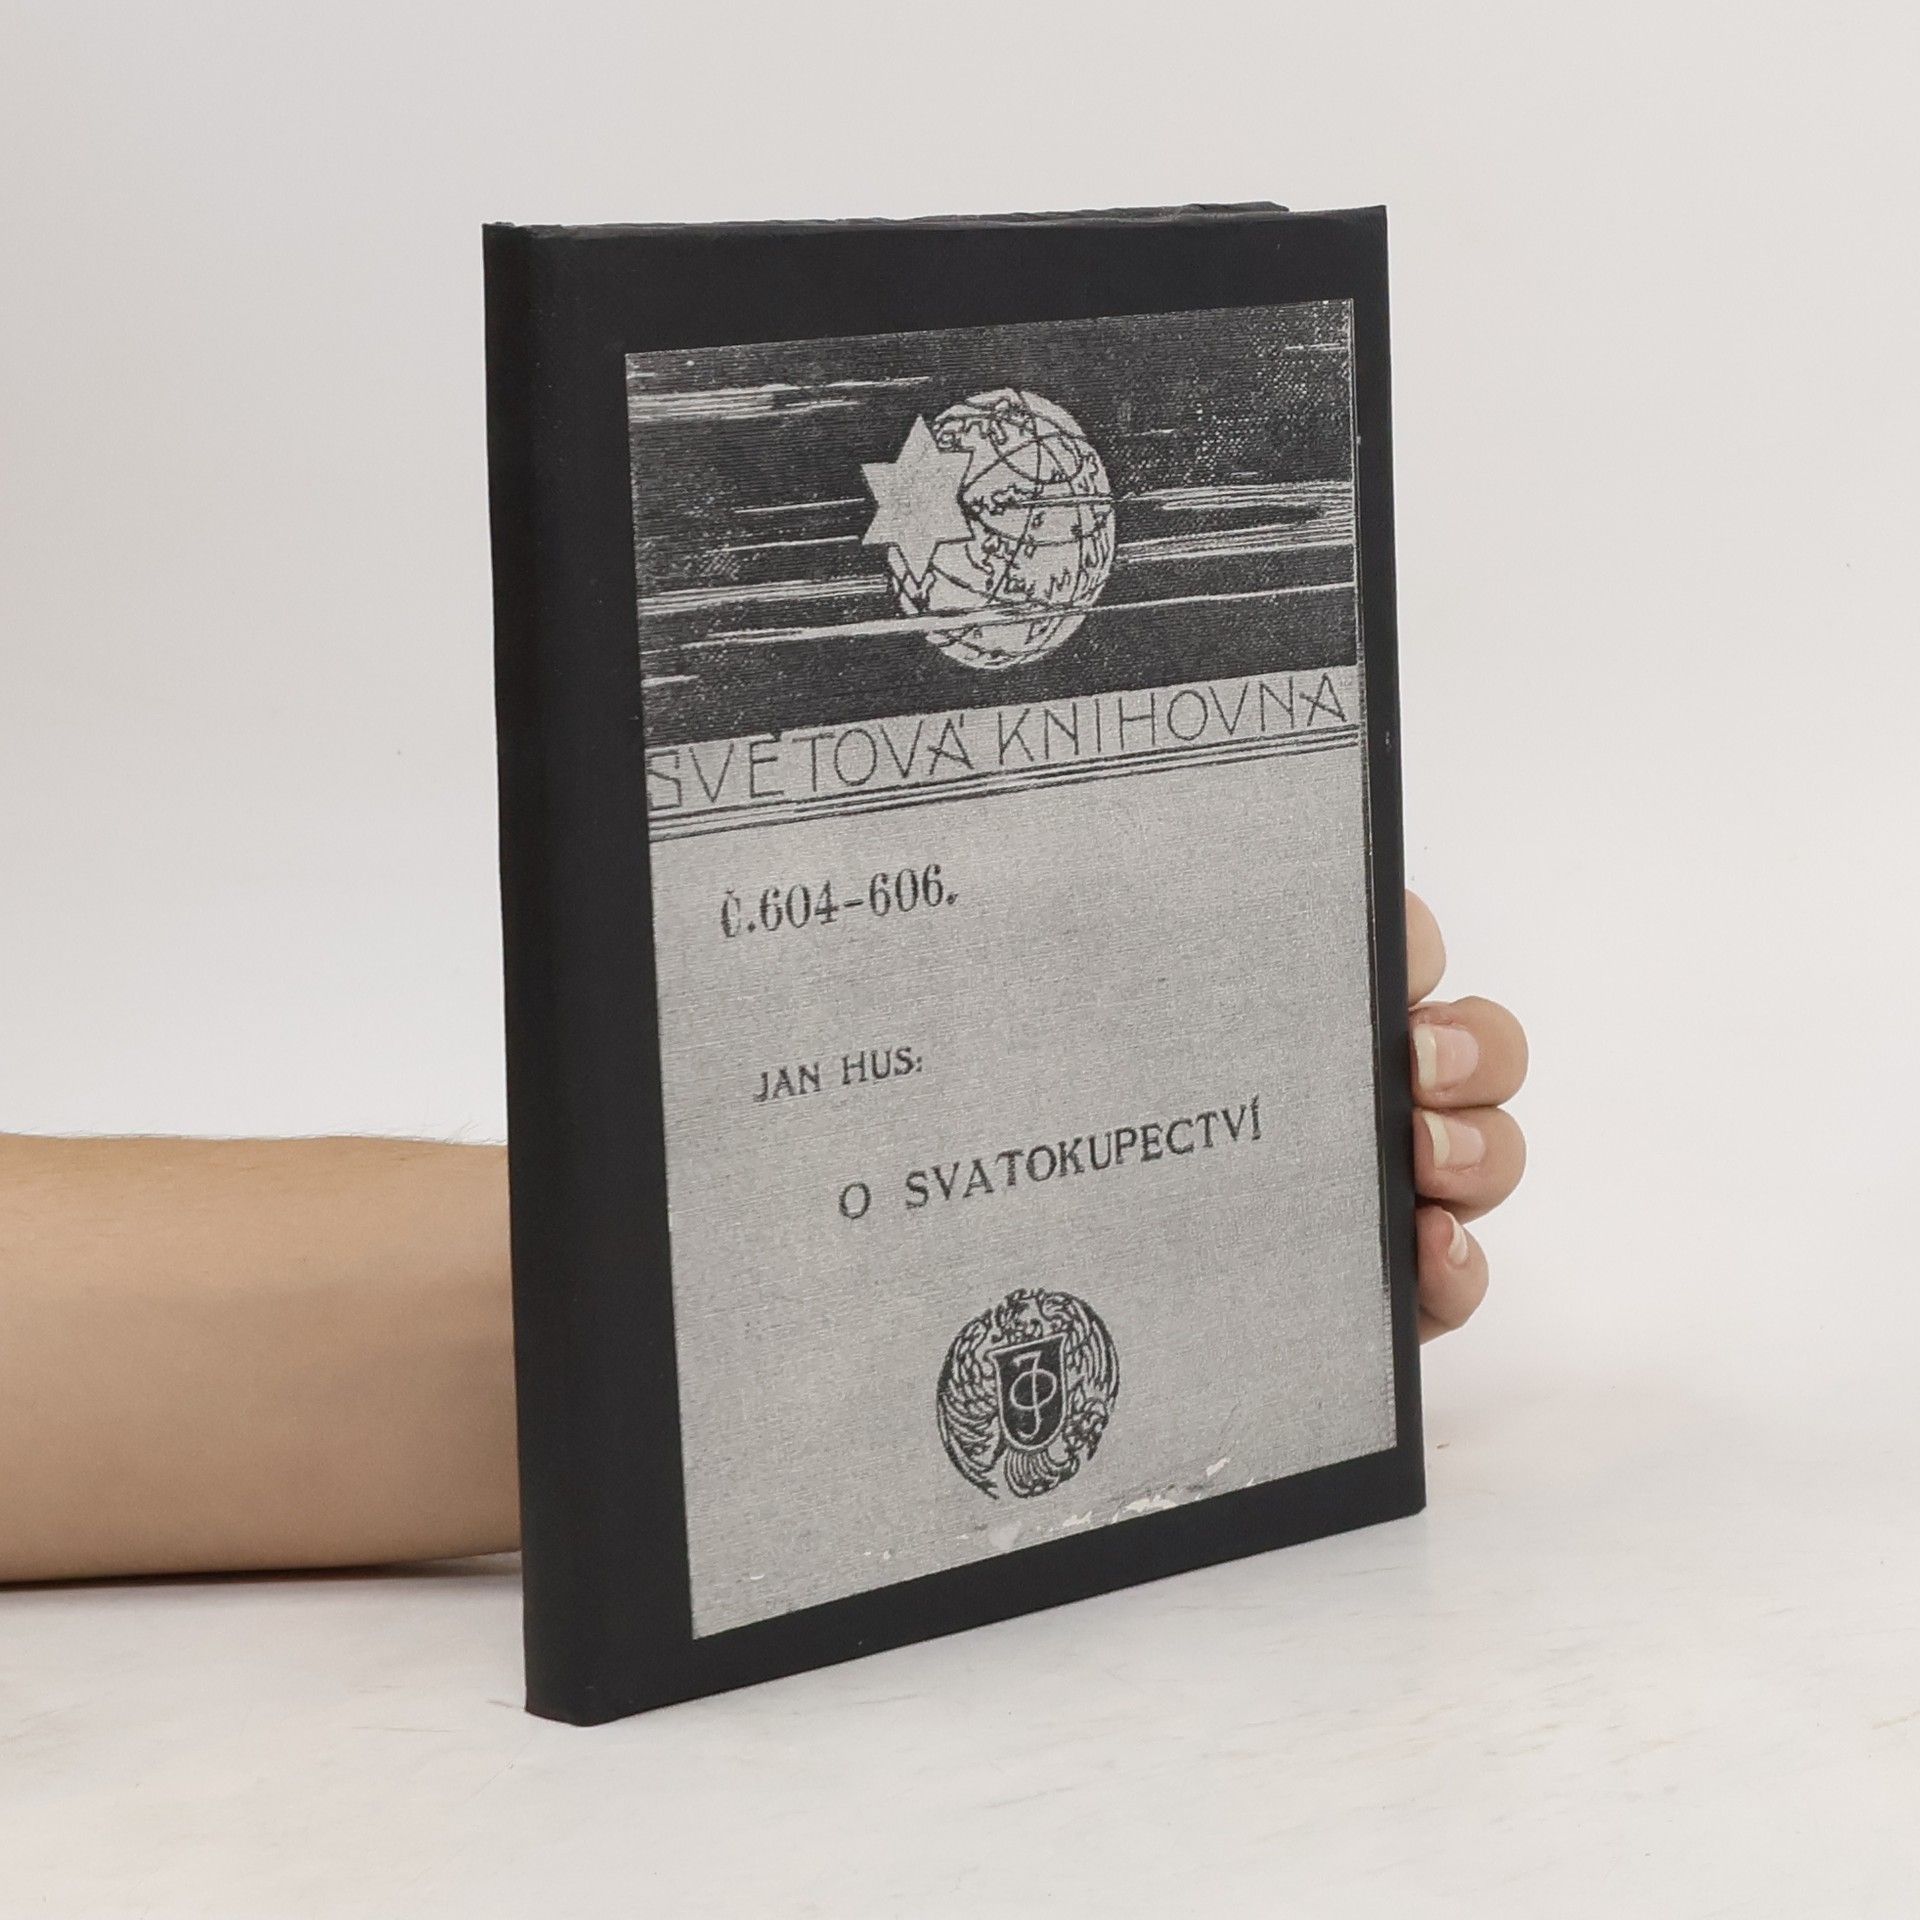 SVĚTOVÁ KNIHOVNA
Č.604-606.
JAN HUS:
O SVATOKUPECTVÍ